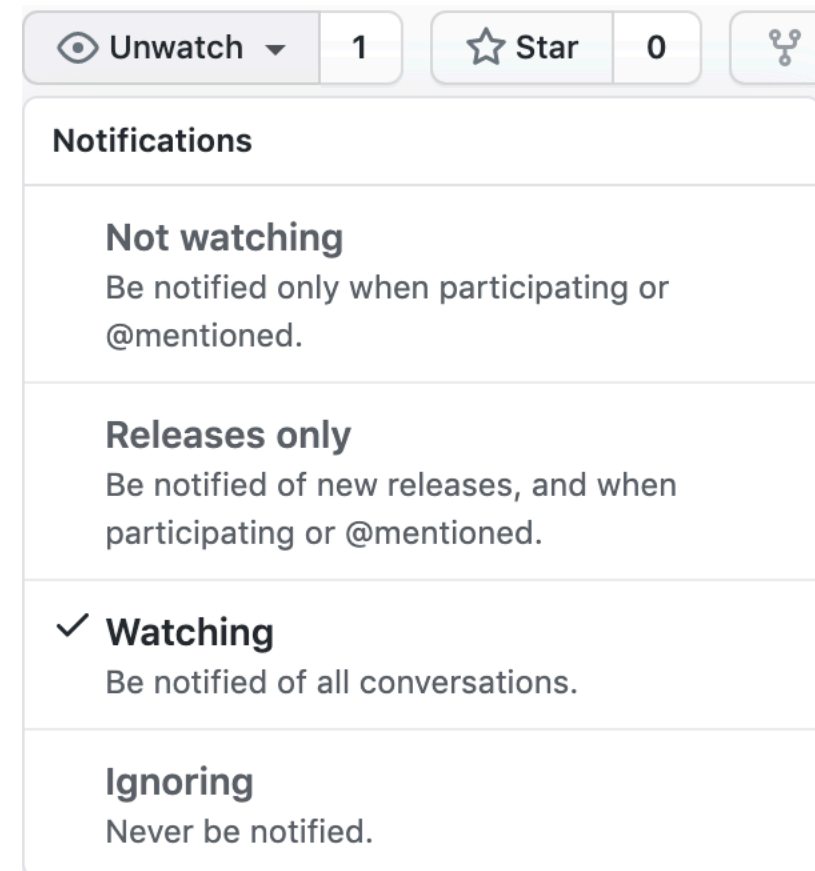 Unwatch 1 Star 0
Notifications
Not watching
Be notified only when participating or
@mentioned.
Releases only
Be notified of new releases, and when
participating or @mentioned.
Watching
Be notified of all conversations.
Ignoring
Never be notified.